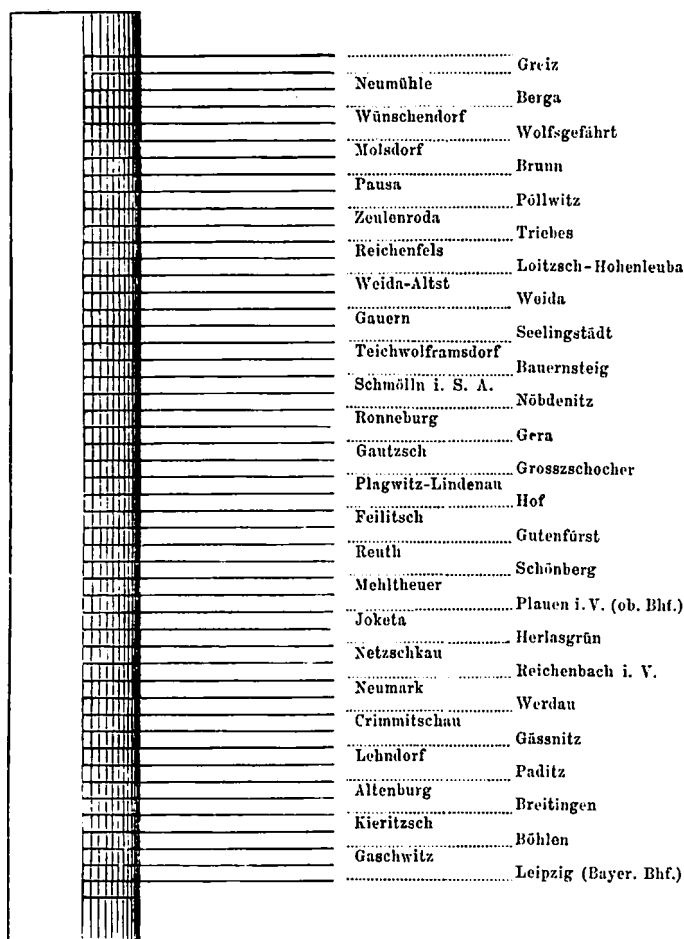 Greiz
Neumühle
Berga
Wünschendorf
Wolfsgefährt
Molsdorf
Brunn
Pausa
Pöllwitz
Zeulenroda
Triebes
Reichenfels
Loitzsch-Hohenleuba
Weida-Altst
Weida
Gauern
Seelingstädt
Teichwolframsdorf
Bauernsteig
Schmölln i. S. A.
Nöbdenitz
Ronneburg
Gera
Gautzsch
Grosszschocher
Plagwitz-Lindenau
Hof
Feilitsch
Gutenfürst
Reuth
Schönberg
Mehltheuer
Plauen i. V. (ob. Bhf.)
Joketa
Herlasgrün
Netzschkau
Reichenbach i. V.
Neumark
Werdau
Crimmitschau
Gässnitz
Lehndorf
Paditz
Altenburg
Breitingen
Kieritzsch
Böhlen
Gaschwitz
Leipzig (Bayer. Bhf.)